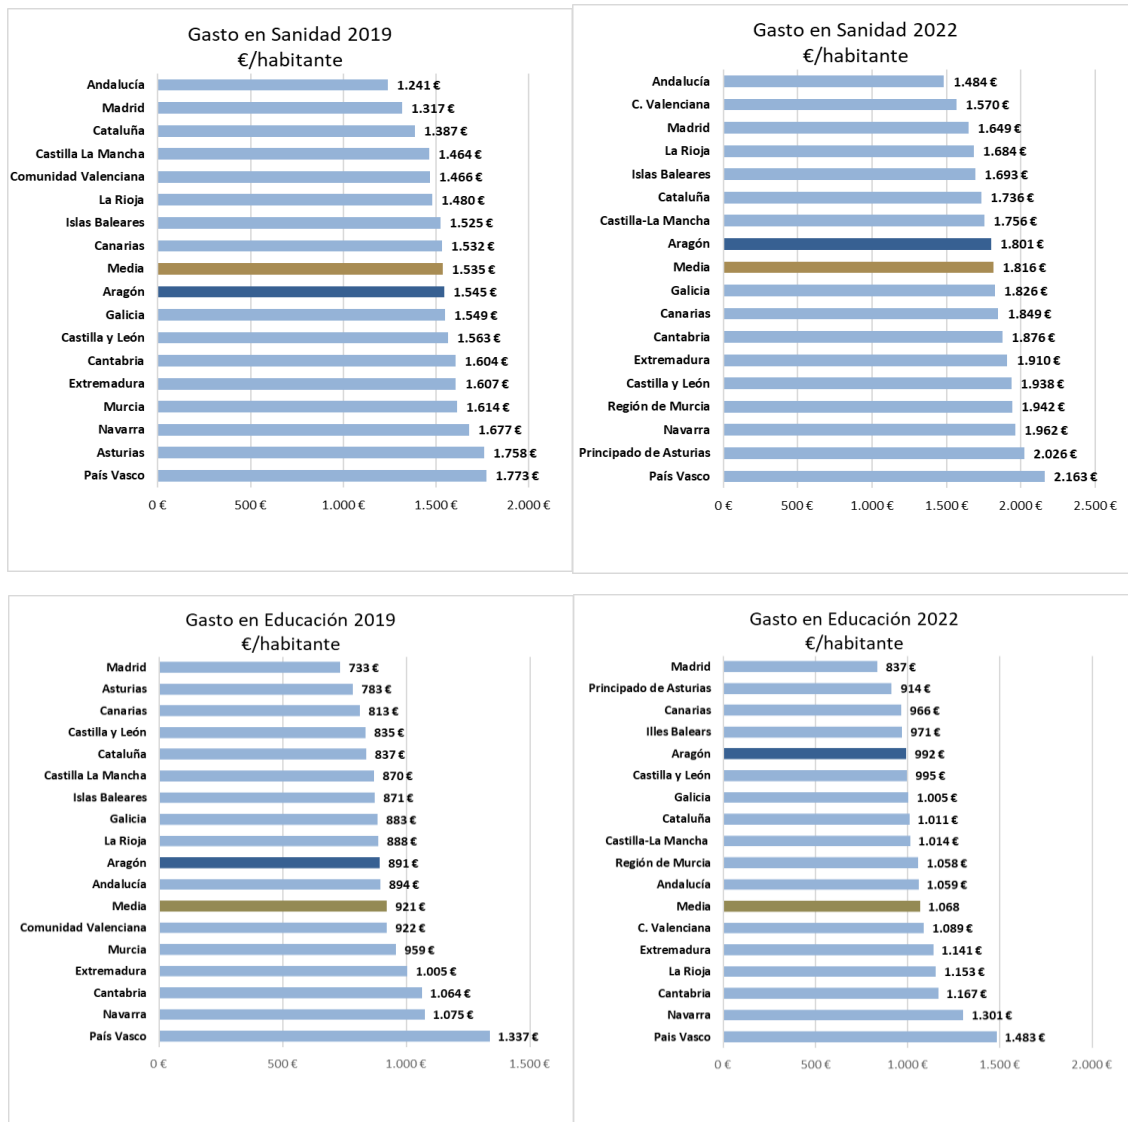 Gasto en Sanidad 2019
€/habitante
Andalucía 1.241 €
Madrid 1.317 €
Cataluña 1.387 €
Castilla La Mancha 1.464 €
Comunidad Valenciana 1.466 €
La Rioja 1.480 €
Islas Baleares 1.525 €
Canarias 1.532 €
Media 1.535 €
Aragón 1.545 €
Galicia 1.549 €
Castilla y León 1.563 €
Cantabria 1.604 €
Extremadura 1.607 €
Murcia 1.614 €
Navarra 1.677 €
Asturias 1.758 €
País Vasco 1.773 €
0 € 500 € 1.000 € 1.500 € 2.000 €
Gasto en Sanidad 2022
€/habitante
Andalucía 1.484 €
C. Valenciana 1.570 €
Madrid 1.649 €
La Rioja 1.684 €
Islas Baleares 1.693 €
Cataluña 1.736 €
Castilla-La Mancha 1.756 €
Aragón 1.801 €
Media 1.816 €
Galicia 1.826 €
Canarias 1.849 €
Cantabria 1.876 €
Extremadura 1.910 €
Castilla y León 1.938 €
Región de Murcia 1.942 €
Navarra 1.962 €
Principado de Asturias 2.026 €
País Vasco 2.163 €
0 € 500 € 1.000 € 1.500 € 2.000 € 2.500 €
Gasto en Educación 2019
€/habitante
Madrid 733 €
Asturias 783 €
Canarias 813 €
Castilla y León 835 €
Cataluña 837 €
Castilla La Mancha 870 €
Islas Baleares 871 €
Galicia 883 €
La Rioja 888 €
Aragón 891 €
Andalucía 894 €
Media 921 €
Comunidad Valenciana 922 €
Murcia 959 €
Extremadura 1.005 €
Cantabria 1.064 €
Navarra 1.075 €
País Vasco 1.337 €
0 € 500 € 1.000 € 1.500 €
Gasto en Educación 2022
€/habitante
Madrid 837 €
Principado de Asturias 914 €
Canarias 966 €
Illes Balears 971 €
Aragón 992 €
Castilla y León 995 €
Galicia 1.005 €
Cataluña 1.011 €
Castilla-La Mancha 1.014 €
Región de Murcia 1.058 €
Andalucía 1.059 €
Media 1.068
C. Valenciana 1.089 €
Extremadura 1.141 €
La Rioja 1.153 €
Cantabria 1.167 €
Navarra 1.301 €
Pais Vasco 1.483 €
0 € 500 € 1.000 € 1.500 € 2.000 €